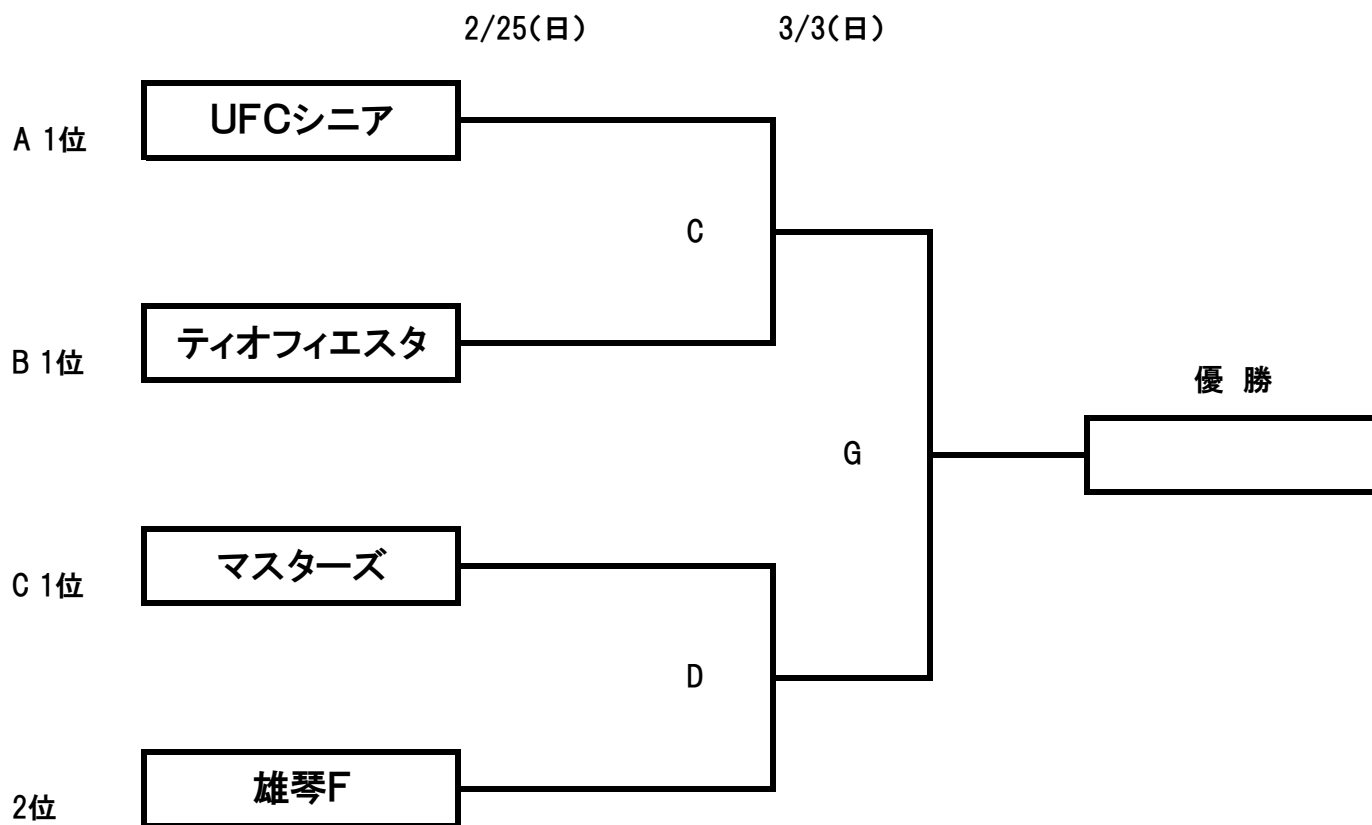 2/25(日) 3/3(日)
UFCシニア
A 1位
C
ティオフィエスタ
B 1位
優 勝
G
マスターズ
C 1位
D
雄琴F
2位